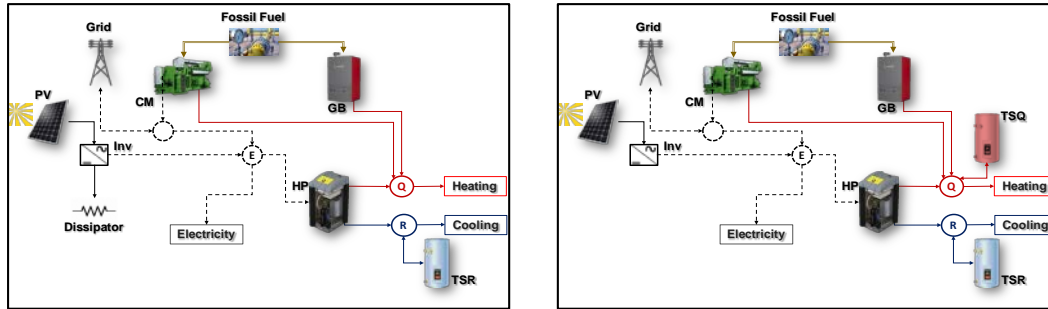 Fossil Fuel
Grid
PV
CM
GB
Inv
E
HP
Q
Heating
Dissipator
Electricity
R
Cooling
TSR
Fossil Fuel
Grid
PV
CM
GB
TSQ
Inv
E
HP
Q
Heating
Electricity
R
Cooling
TSR